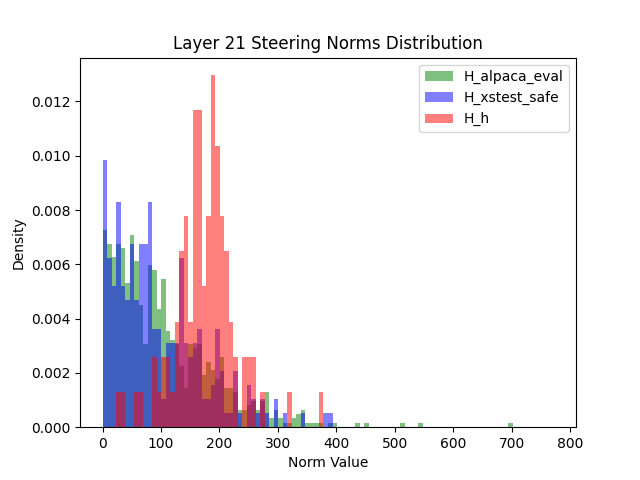 Layer 21 Steering Norms Distribution
H_alpaca_eval
H_xstest_safe
H_h
Density
0.012
0.010
0.008
0.006
0.004
0.002
0.000
0 100 200 300 400 500 600 700 800
Norm Value